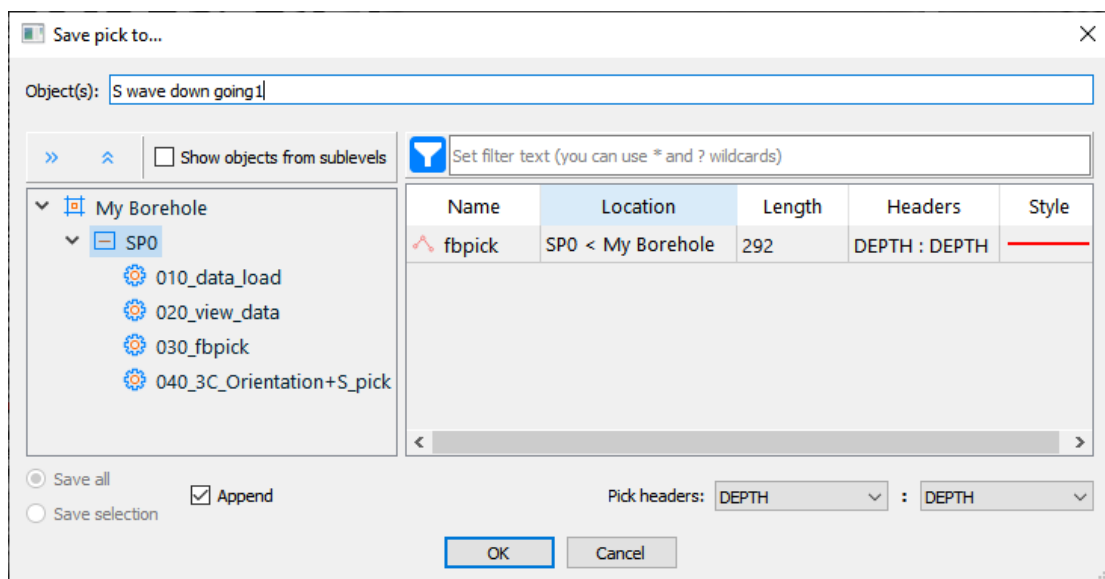 Save pick to...
Object(s): S wave down going1
Show objects from sublevels
Set filter text (you can use * and ? wildcards)
My Borehole
SP0
010_data_load
020_view_data
030_fbpick
040_3C_Orientation+S_pick
Name Location Length Headers Style
fbpick SP0 < My Borehole 292 DEPTH : DEPTH
Save all
Save selection
Append
Pick headers: DEPTH : DEPTH
OK Cancel